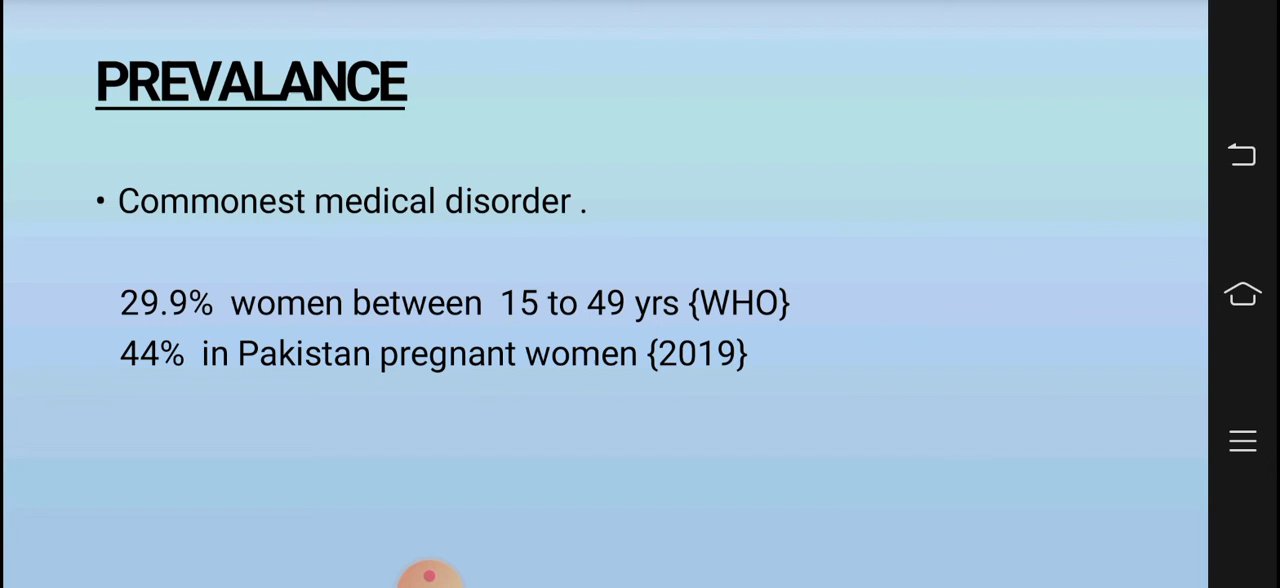 PREVALANCE
• Commonest medical disorder .
29.9% women between 15 to 49 yrs {WHO}
44% in Pakistan pregnant women {2019}